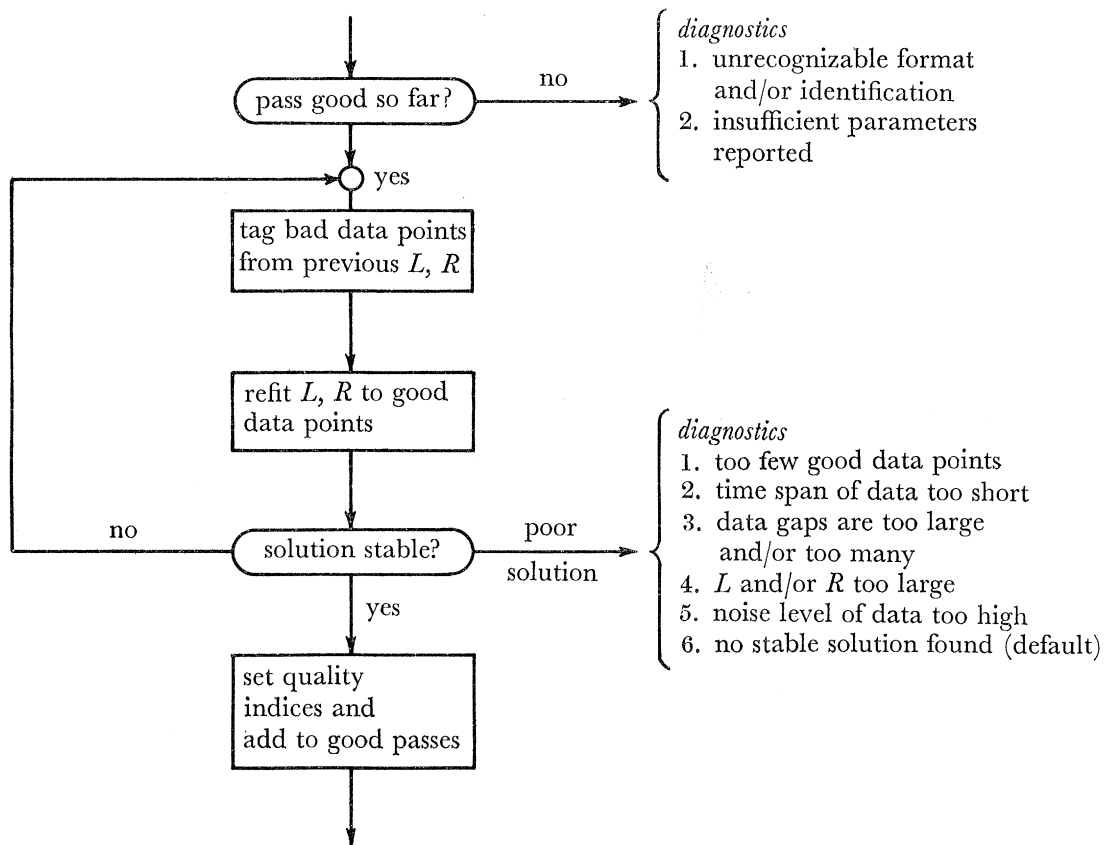 pass good so far?
no
diagnostics
1. unrecognizable format
and/or identification
2. insufficient parameters
reported
yes
tag bad data points
from previous L, R
refit L, R to good
data points
no
solution stable?
poor
solution
diagnostics
1. too few good data points
2. time span of data too short
3. data gaps are too large
and/or too many
4. L and/or R too large
5. noise level of data too high
6. no stable solution found (default)
yes
set quality
indices and
add to good passes